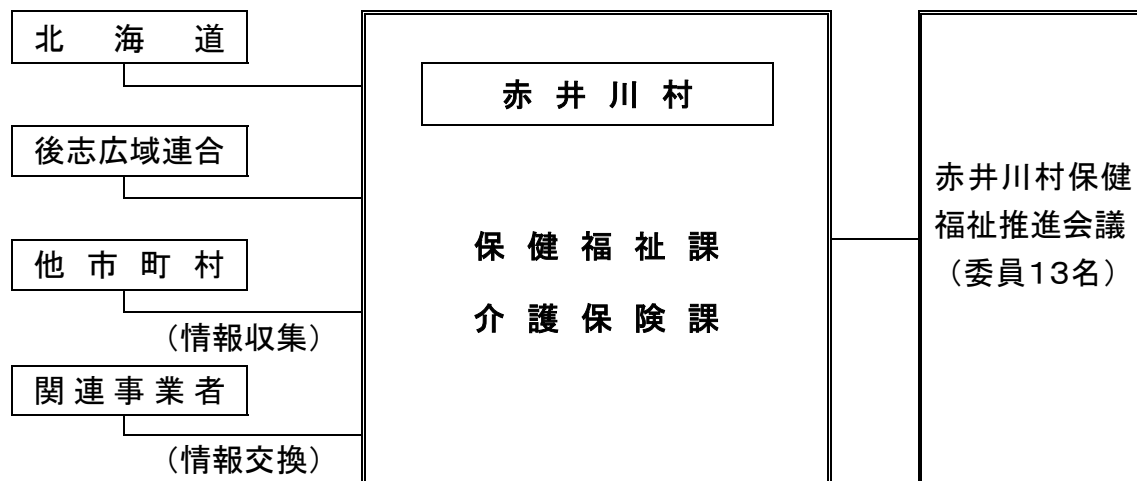 北海道
後志広域連合
他市町村
（情報収集）
関連事業者
（情報交換）
赤井川村
保健福祉課
介護保険課
赤井川村保健
福祉推進会議
（委員１３名）